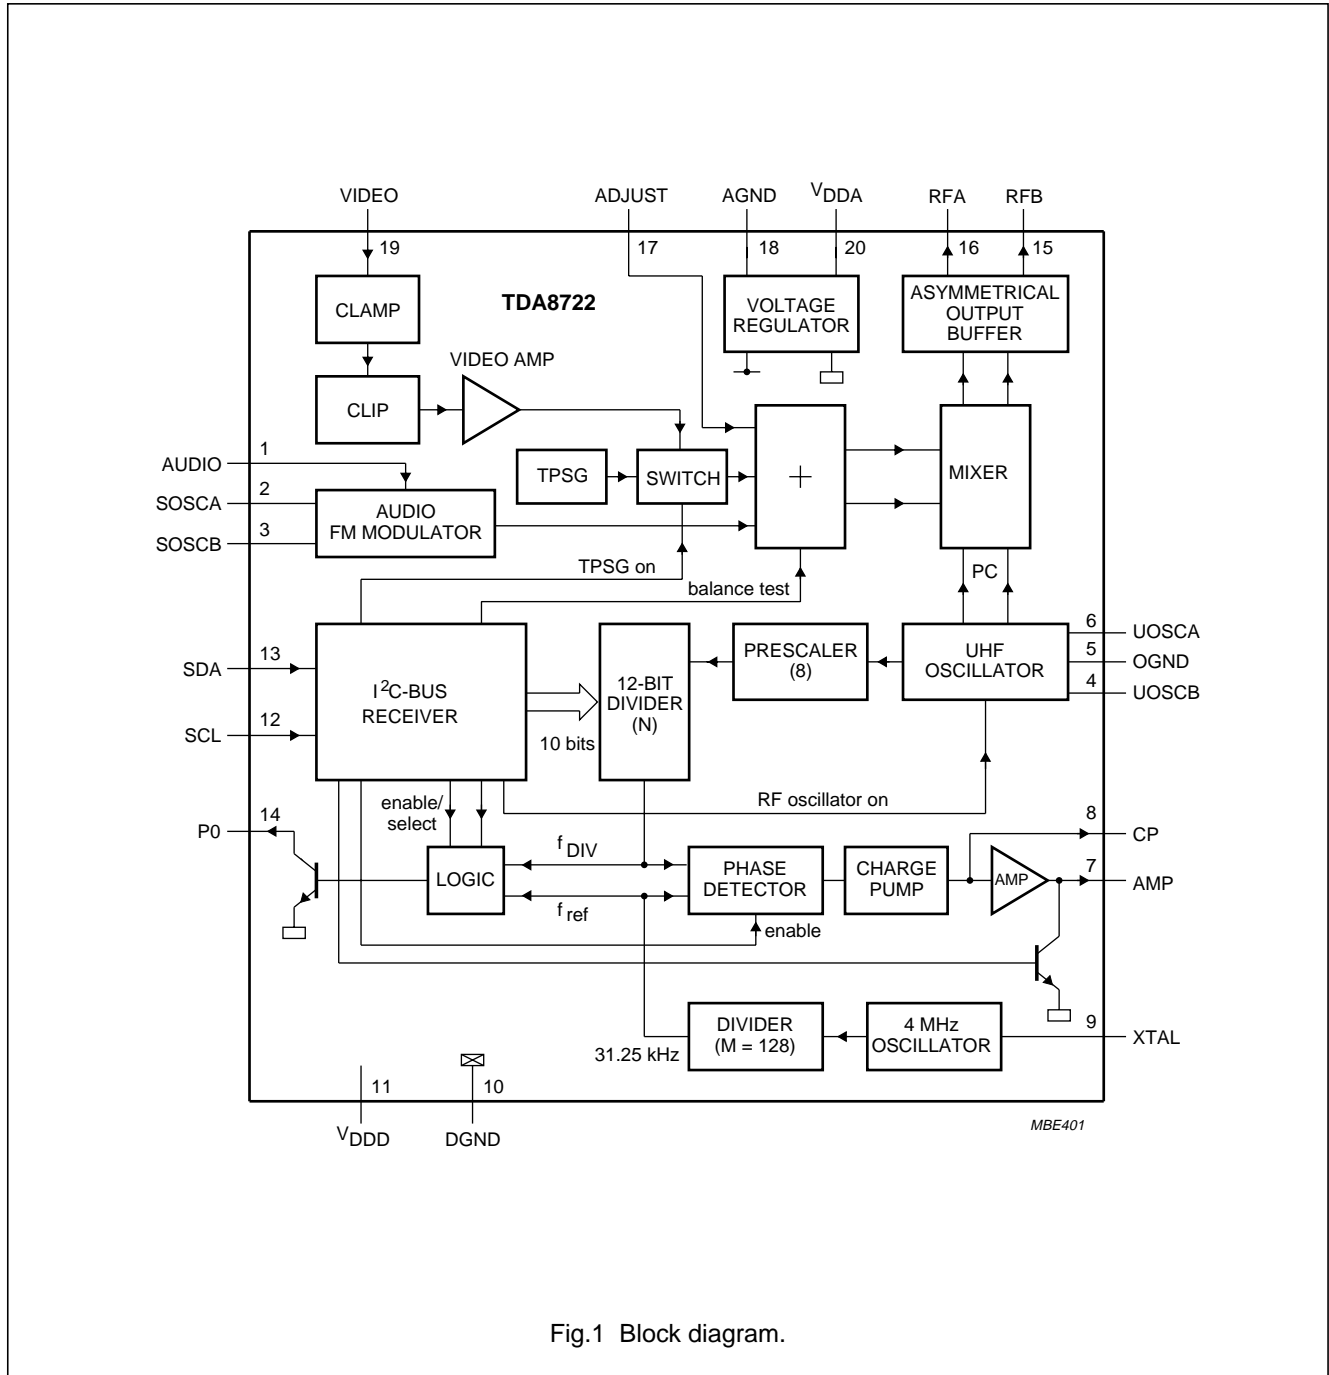 VIDEO
ADJUST
AGND
VDDA
RFA
RFB
19
17
18
20
16
15
CLAMP
TDA8722
VOLTAGE
REGULATOR
ASYMMETRICAL
OUTPUT
BUFFER
VIDEO AMP
CLIP
AUDIO
1
TPSG
SWITCH
+
MIXER
SOSCA
2
AUDIO
FM MODULATOR
SOSCB
3
TPSG on
balance test
PC
SDA
13
I2C-BUS
RECEIVER
SCL
12
10 bits
12-BIT
DIVIDER
(N)
PRESCALER
(8)
UHF
OSCILLATOR
6
UOSCA
5
OGND
4
UOSCB
enable/
select
RF oscillator on
P0
14
LOGIC
f DIV
f ref
PHASE
DETECTOR
CHARGE
PUMP
AMP
8
CP
7
AMP
enable
31.25 kHz
DIVIDER
(M = 128)
4 MHz
OSCILLATOR
9
XTAL
11
10
VDDD
DGND
MBE401
Fig.1 Block diagram.